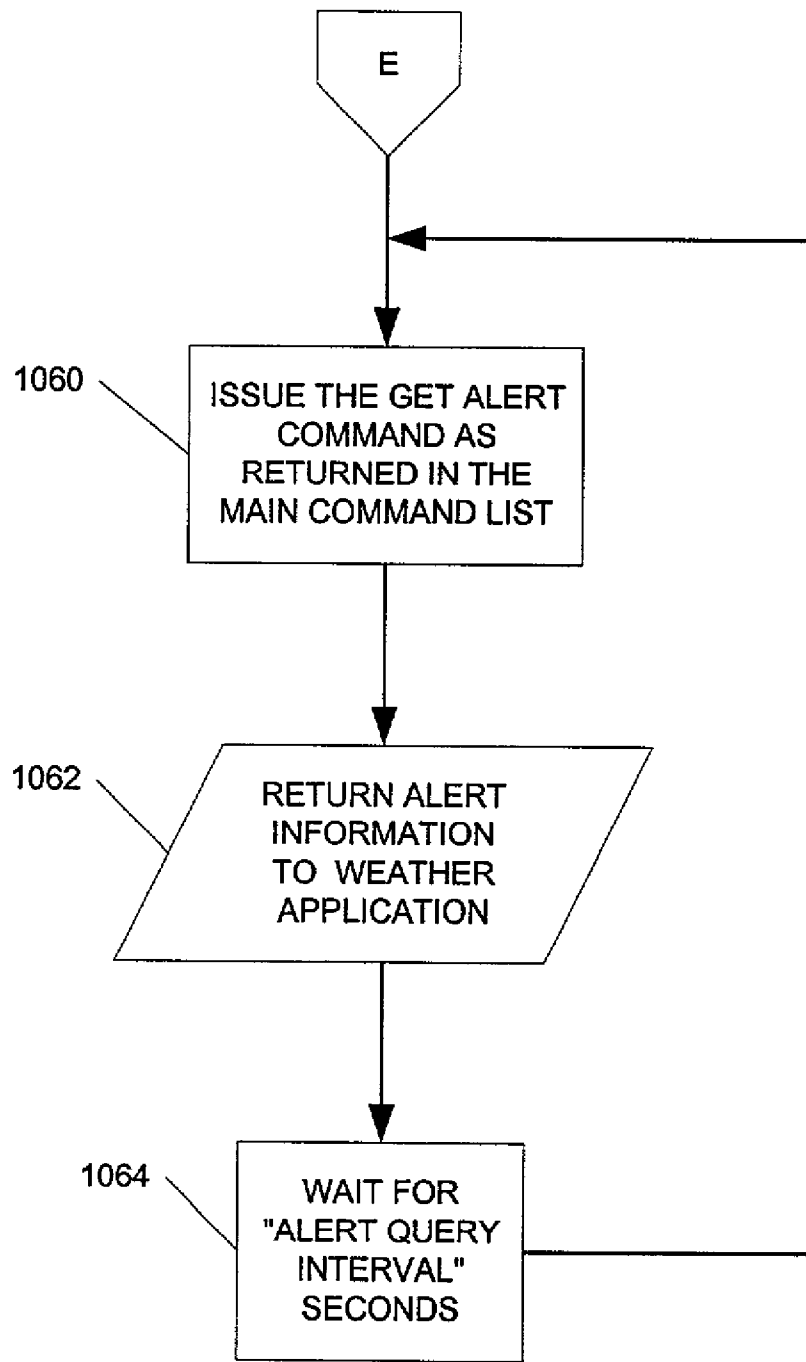 E
1060
ISSUE THE GET ALERT
COMMAND AS
RETURNED IN THE
MAIN COMMAND LIST
1062
RETURN ALERT
INFORMATION
TO WEATHER
APPLICATION
1064
WAIT FOR
"ALERT QUERY
INTERVAL"
SECONDS